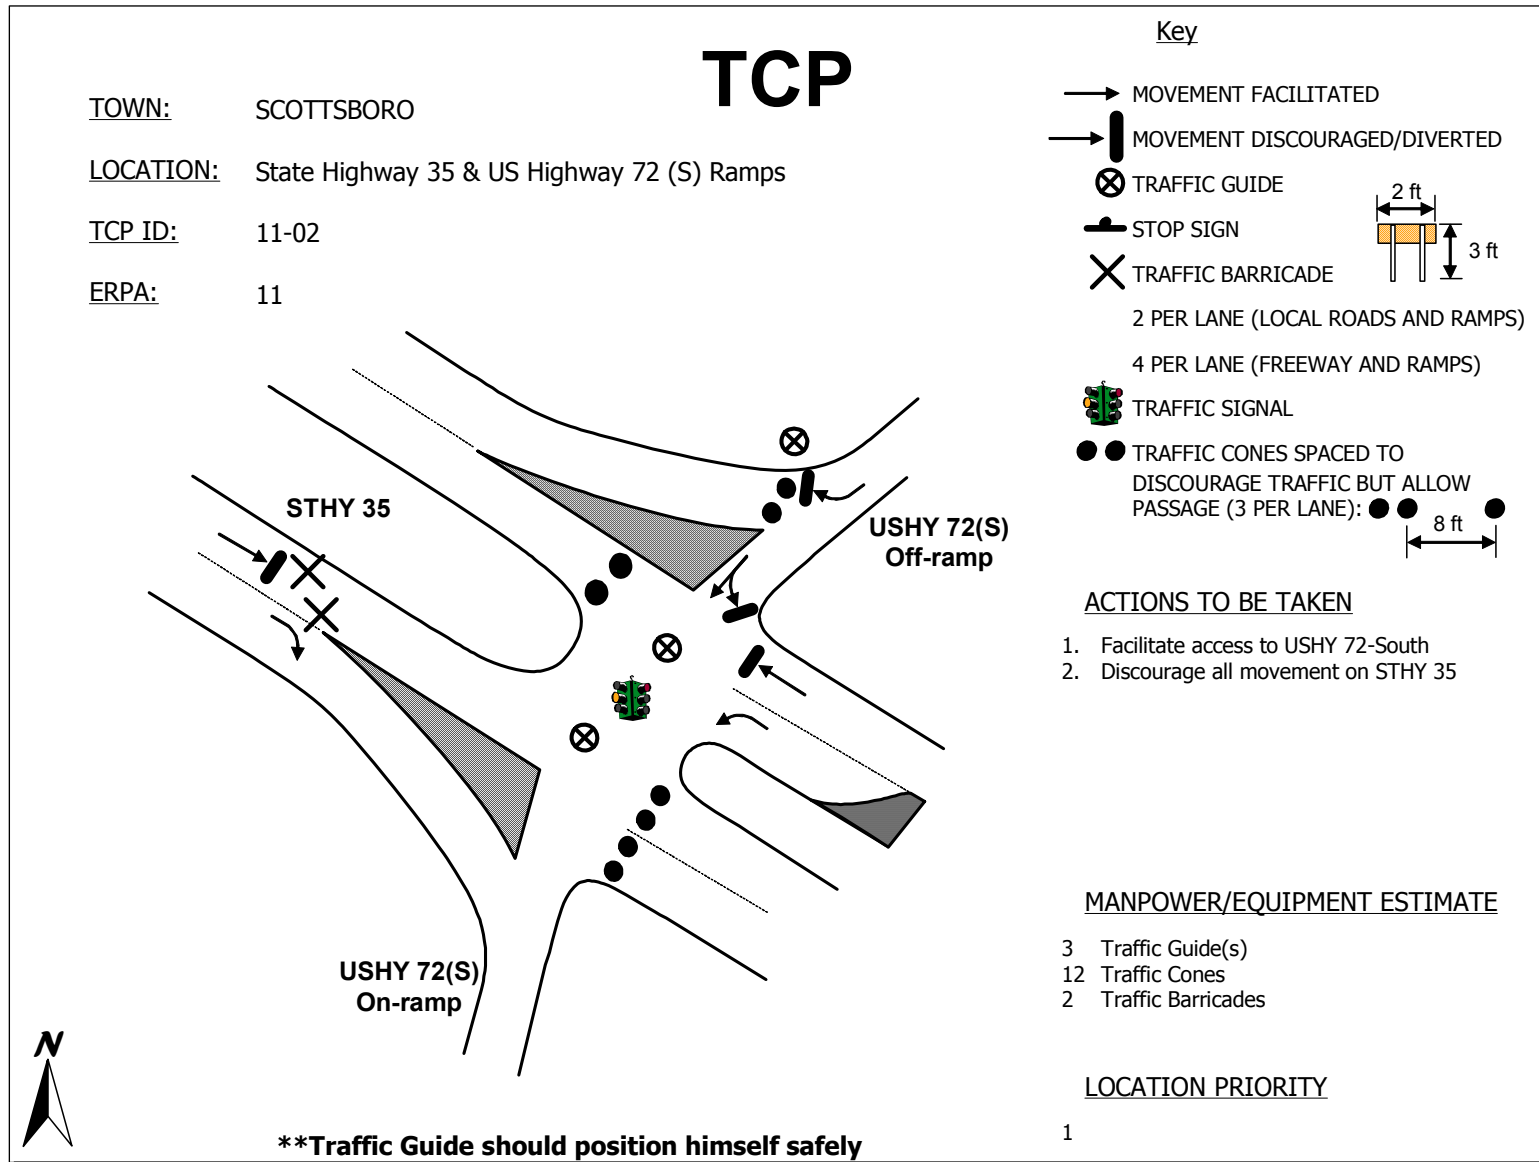 TCP
TOWN: SCOTTSBORO
LOCATION: State Highway 35 & US Highway 72 (S) Ramps
TCP ID: 11-02
ERPA: 11
Key
MOVEMENT FACILITATED
MOVEMENT DISCOURAGED/DIVERTED
TRAFFIC GUIDE
STOP SIGN
2 ft
3 ft
TRAFFIC BARRICADE
2 PER LANE (LOCAL ROADS AND RAMPS)
4 PER LANE (FREEWAY AND RAMPS)
TRAFFIC SIGNAL
TRAFFIC CONES SPACED TO
DISCOURAGE TRAFFIC BUT ALLOW
PASSAGE (3 PER LANE):
8 ft
STHY 35
USHY 72(S)
Off-ramp
USHY 72(S)
On-ramp
ACTIONS TO BE TAKEN
1. Facilitate access to USHY 72-South
2. Discourage all movement on STHY 35
MANPOWER/EQUIPMENT ESTIMATE
3 Traffic Guide(s)
12 Traffic Cones
2 Traffic Barricades
LOCATION PRIORITY
1
N
**Traffic Guide should position himself safely